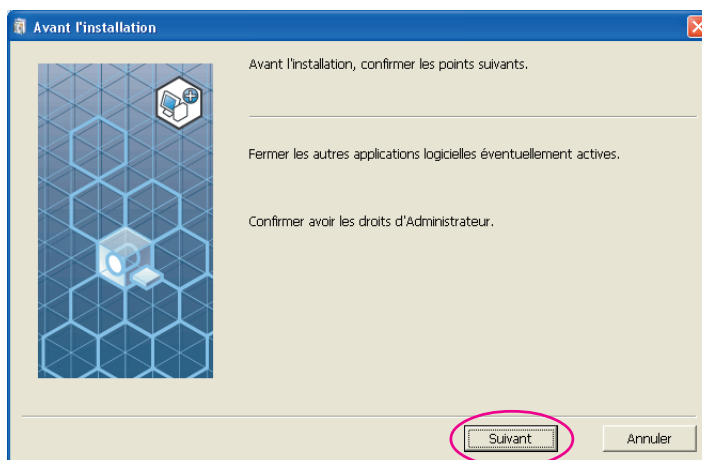 Avant l'installation
Avant l'installation, confirmer les points suivants.
Fermer les autres applications logicielles éventuellement actives.
Confirmer avoir les droits d'Administrateur.
Suivant
Annuler